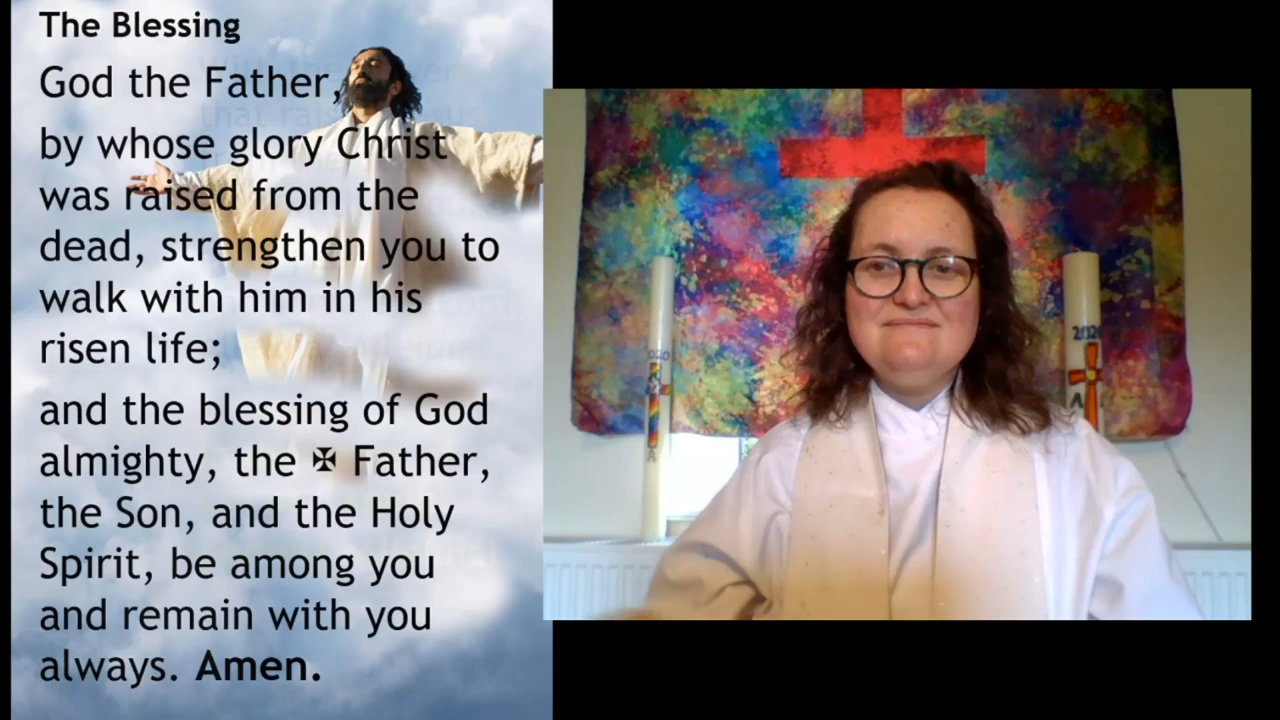 The Blessing
God the Father,
by whose glory Christ
was raised from the
dead, strengthen you to
walk with him in his
risen life;
and the blessing of God
almighty, the ✠ Father,
the Son, and the Holy
Spirit, be among you
and remain with you
always. Amen.
2020
2020